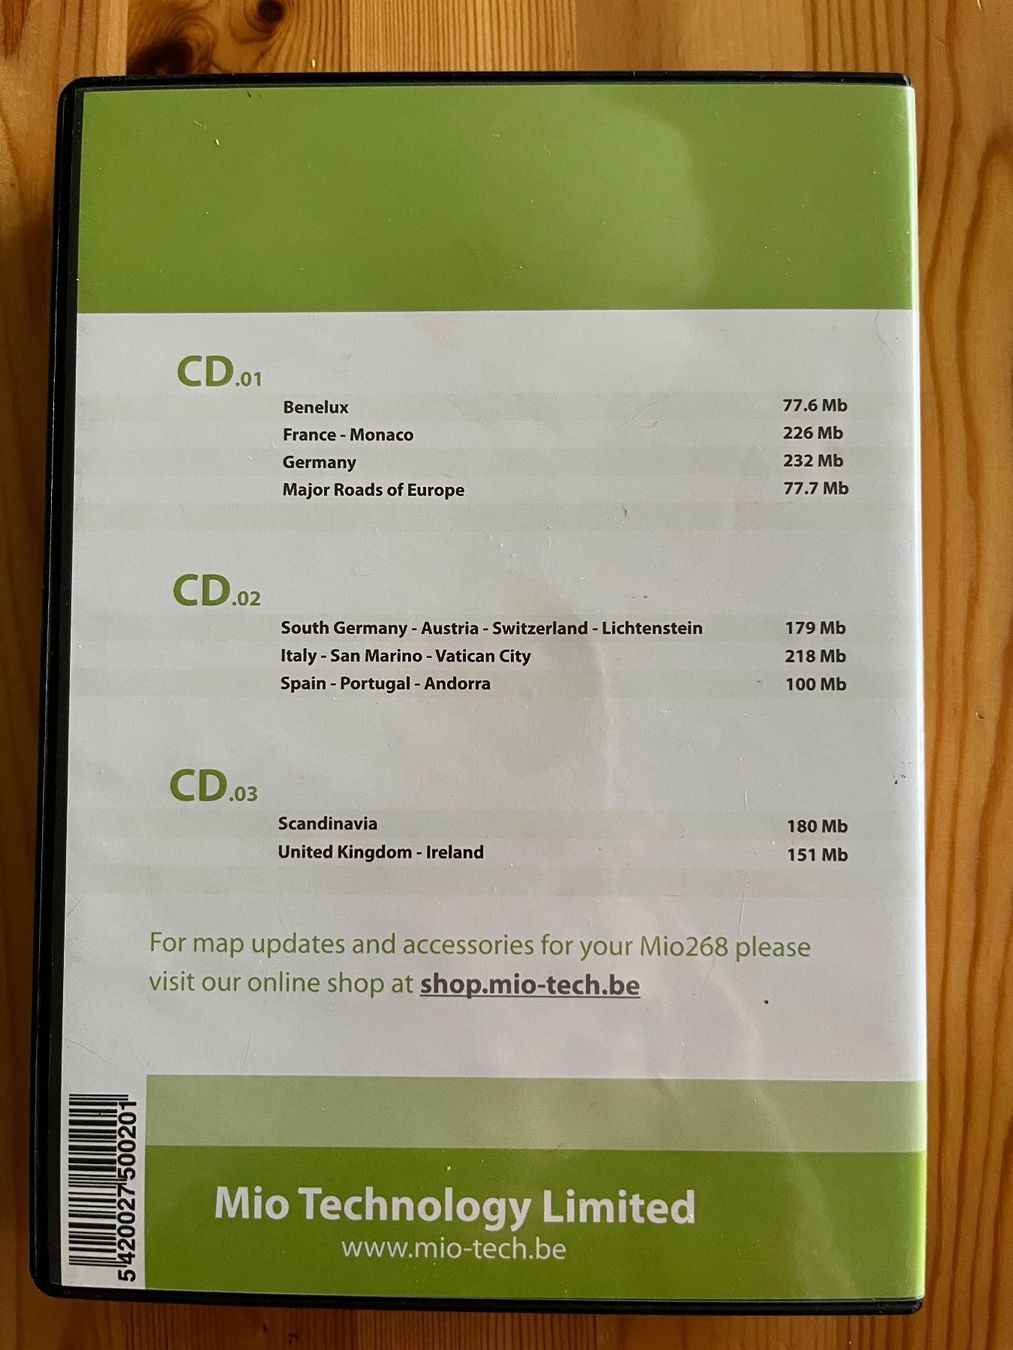 CD.01
Benelux 77.6 Mb
France - Monaco 226 Mb
Germany 232 Mb
Major Roads of Europe 77.7 Mb
CD.02
South Germany - Austria - Switzerland - Lichtenstein 179 Mb
Italy - San Marino - Vatican City 218 Mb
Spain - Portugal - Andorra 100 Mb
CD.03
Scandinavia 180 Mb
United Kingdom - Ireland 151 Mb
For map updates and accessories for your Mio268 please
visit our online shop at shop.mio-tech.be
Mio Technology Limited
www.mio-tech.be
5 420027 500201